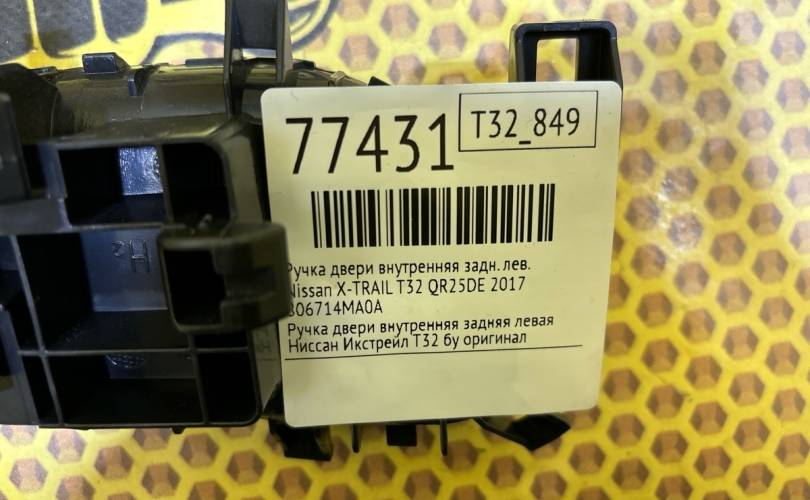 77431
T32_849
Ручка двери внутренняя задн. лев.
Nissan X-TRAIL T32 QR25DE 2017
806714MA0A
Ручка двери внутренняя задняя левая
Ниссан Икстрейл Т32 бу оригинал